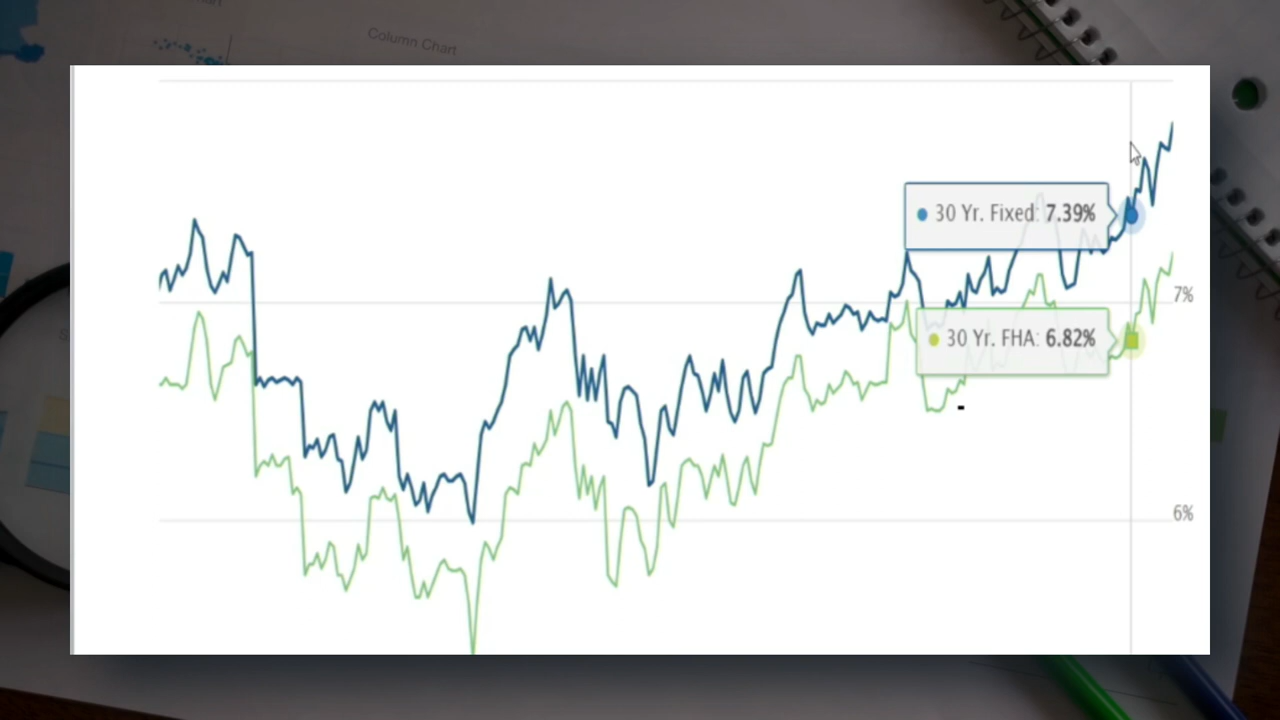 Column Chart
30 Yr. Fixed: 7.39%
7%
30 Yr. FHA: 6.82%
6%